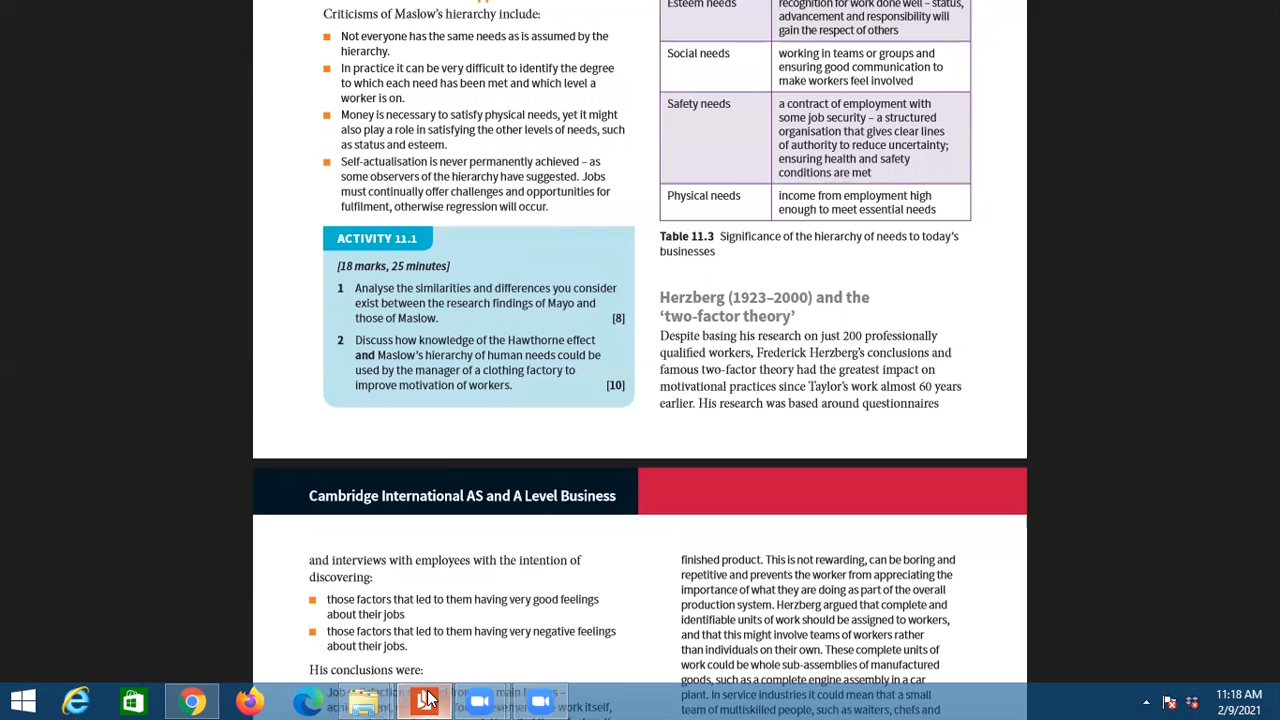 Criticisms of Maslow's hierarchy include:
Not everyone has the same needs as is assumed by the
hierarchy.
In practice it can be very difficult to identify the degree
to which each need has been met and which level a
worker is on.
Money is necessary to satisfy physical needs, yet it might
also play a role in satisfying the other levels of needs, such
as status and esteem.
Self-actualisation is never permanently achieved – as
some observers of the hierarchy have suggested. Jobs
must continually offer challenges and opportunities for
fulfilment, otherwise regression will occur.
ACTIVITY 11.1
[18 marks, 25 minutes]
1 Analyse the similarities and differences you consider
exist between the research findings of Mayo and
those of Maslow. [8]
2 Discuss how knowledge of the Hawthorne effect
and Maslow's hierarchy of human needs could be
used by the manager of a clothing factory to
improve motivation of workers. [10]
Esteem needs recognition for work done well – status,
advancement and responsibility will
gain the respect of others
Social needs working in teams or groups and
ensuring good communication to
make workers feel involved
Safety needs a contract of employment with
some job security – a structured
organisation that gives clear lines
of authority to reduce uncertainty;
ensuring health and safety
conditions are met
Physical needs income from employment high
enough to meet essential needs
Table 11.3 Significance of the hierarchy of needs to today's
businesses
Herzberg (1923–2000) and the
'two-factor theory'
Despite basing his research on just 200 professionally
qualified workers, Frederick Herzberg's conclusions and
famous two-factor theory had the greatest impact on
motivational practices since Taylor's work almost 60 years
earlier. His research was based around questionnaires
Cambridge International AS and A Level Business
and interviews with employees with the intention of
discovering:
those factors that led to them having very good feelings
about their jobs
those factors that led to them having very negative feelings
about their jobs.
His conclusions were:
Job satisfaction from main
the work itself,
finished product. This is not rewarding, can be boring and
repetitive and prevents the worker from appreciating the
importance of what they are doing as part of the overall
production system. Herzberg argued that complete and
identifiable units of work should be assigned to workers,
and that this might involve teams of workers rather
than individuals on their own. These complete units of
work could be whole sub-assemblies of manufactured
goods, such as a complete engine assembly in a car
plant. In service industries it could mean that a small
team of multiskilled people, such as waiters, chefs and
11:18 AM
2/9/2021